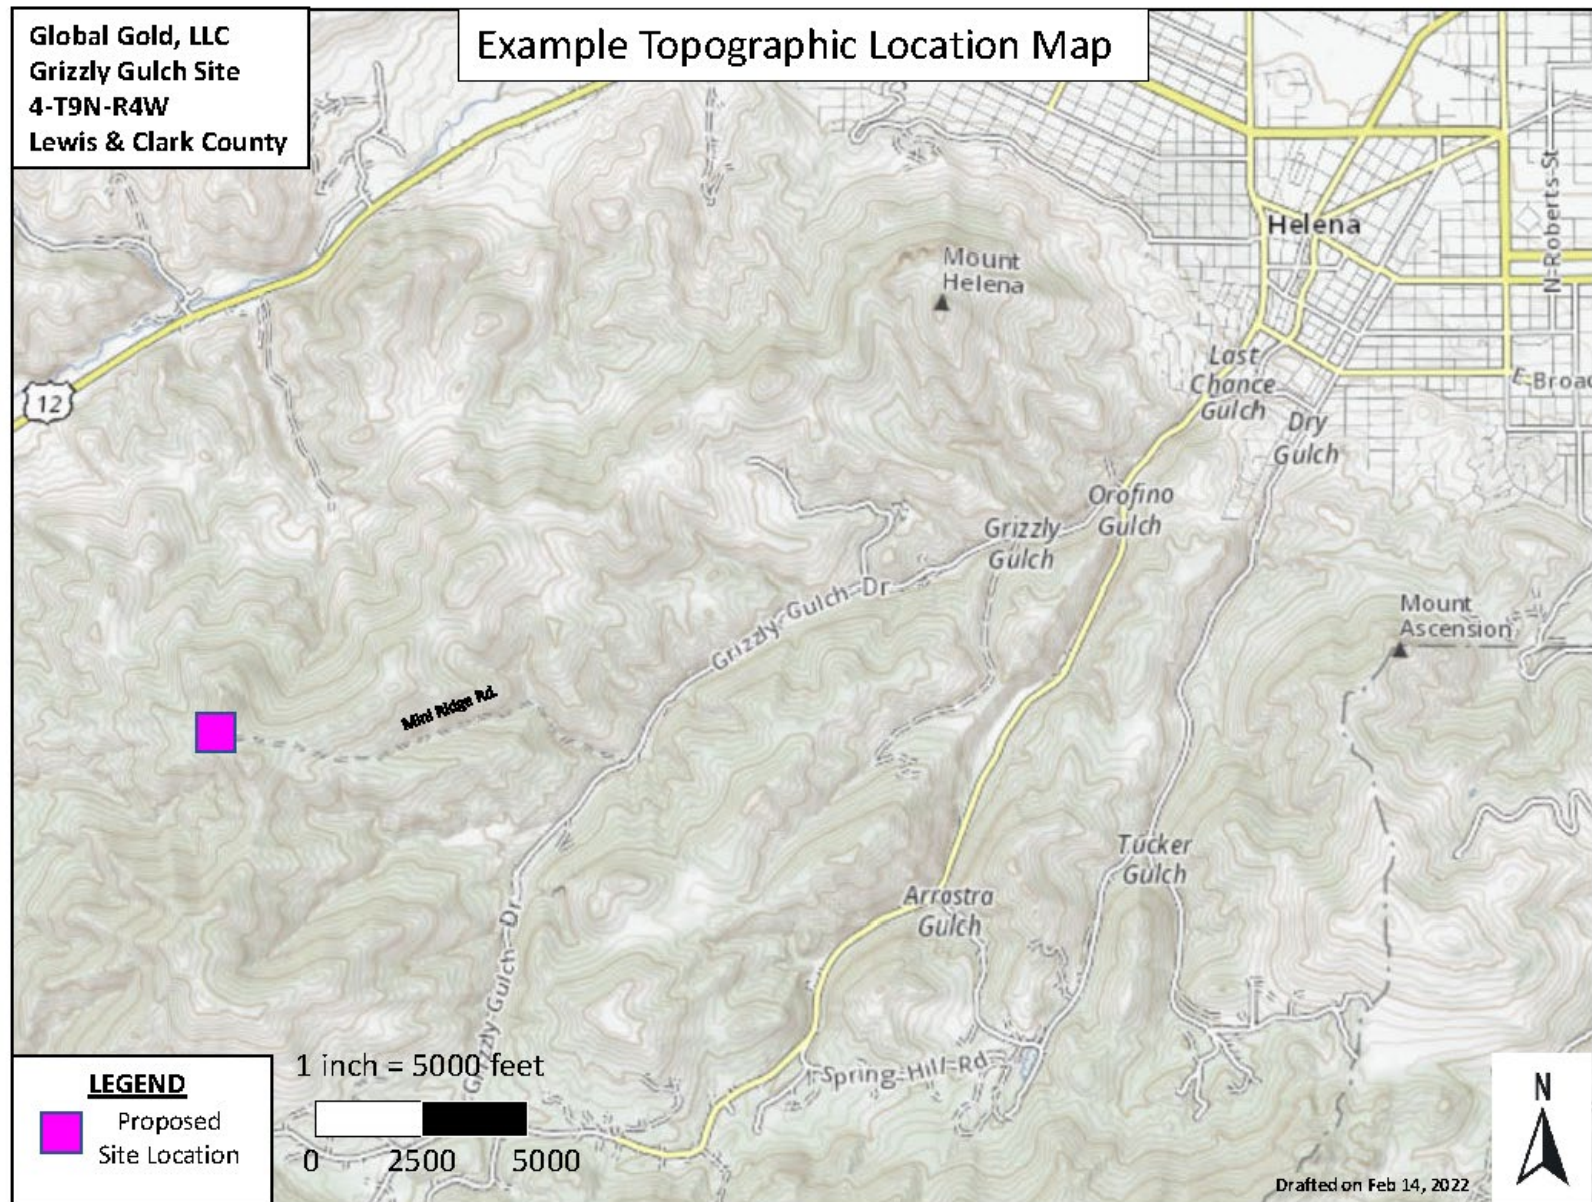 Global Gold, LLC
Grizzly Gulch Site
4-T9N-R4W
Lewis & Clark County
Example Topographic Location Map
N-Roberts-St
Helena
Mount
Helena
12
Last
Chance
Gulch
E Broad
Dry
Gulch
Orofino
Gulch
Grizzly
Gulch
Grizzly-Gulch-Dr
Mount
Ascension
Mini Ridge Rd.
Tucker
Gulch
Arrastra
Gulch
Grizzly-Gulch-Dr
Spring-Hill-Rd
1 inch = 5000 feet
0 2500 5000
LEGEND
Proposed
Site Location
N
Drafted on Feb 14, 2022